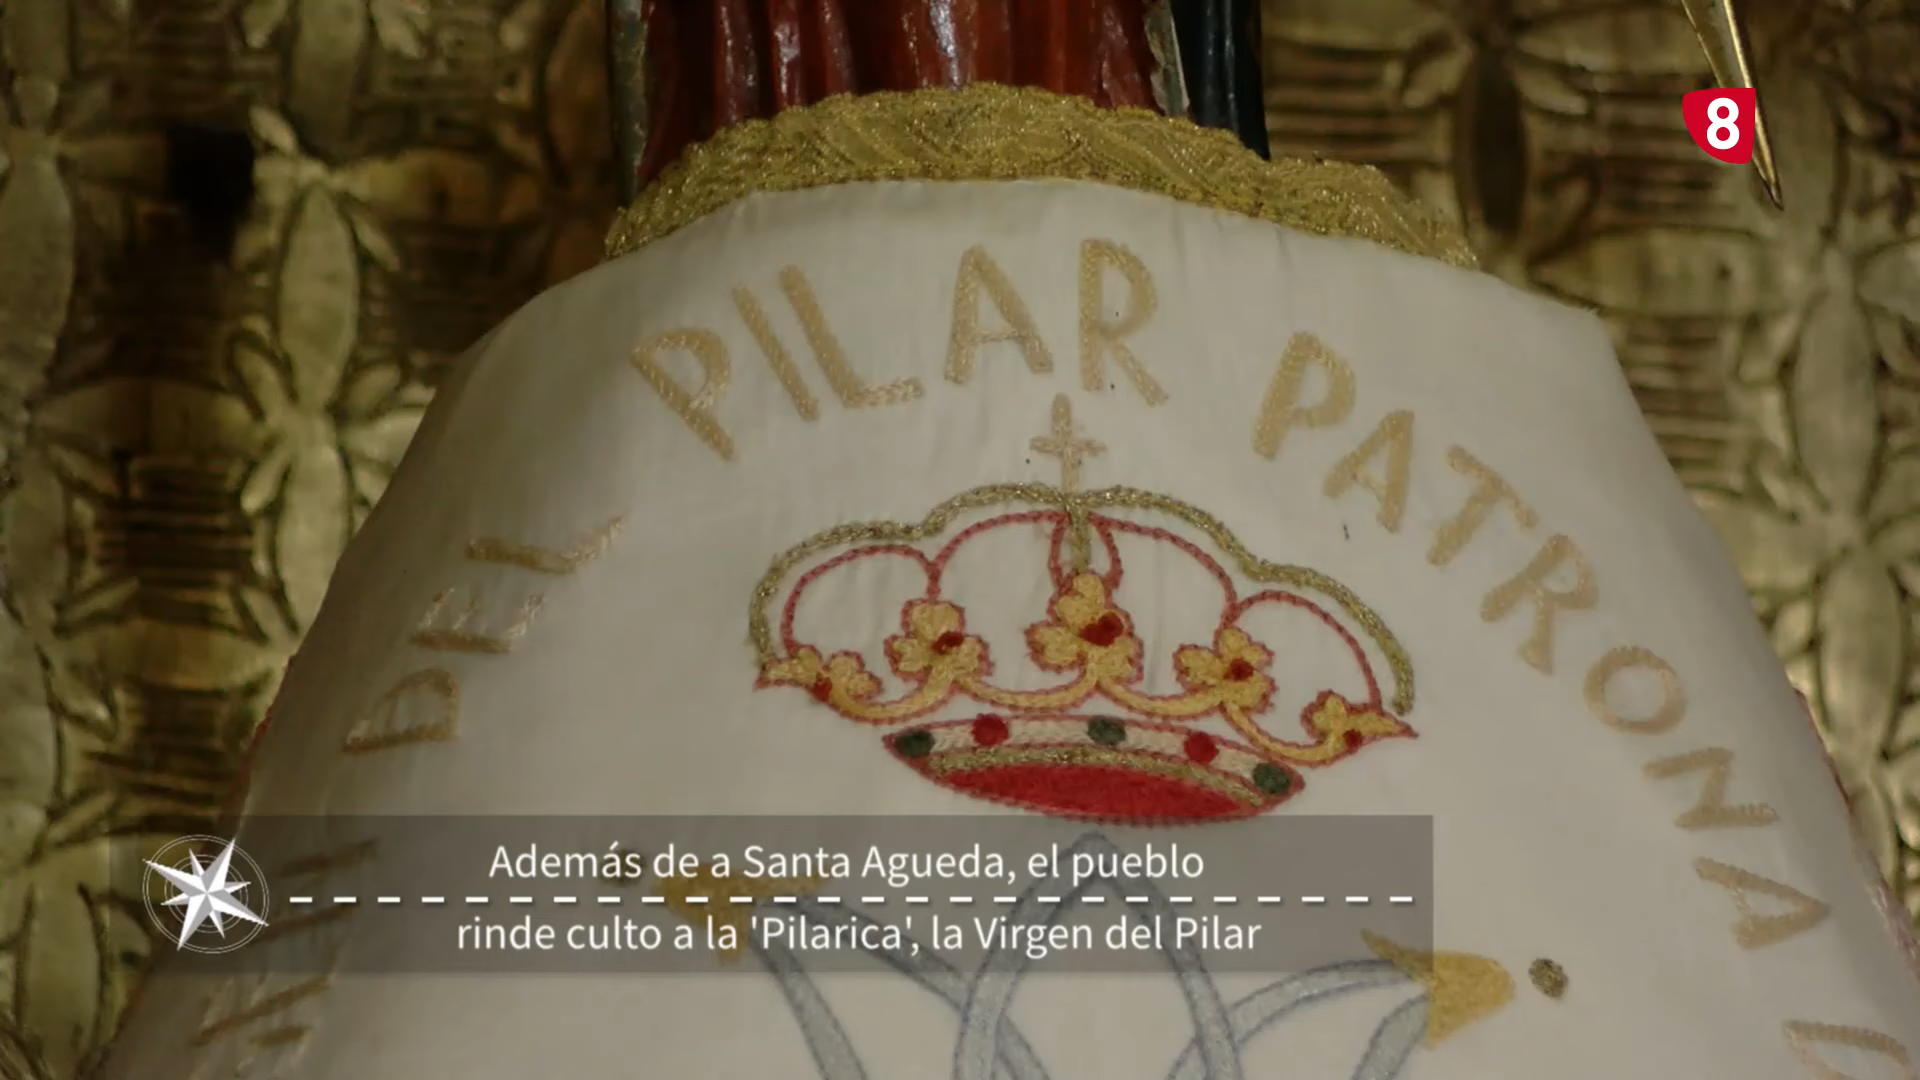 8
DEL PILAR PATRONA D
Además de a Santa Agueda, el pueblo
rinde culto a la 'Pilarica', la Virgen del Pilar